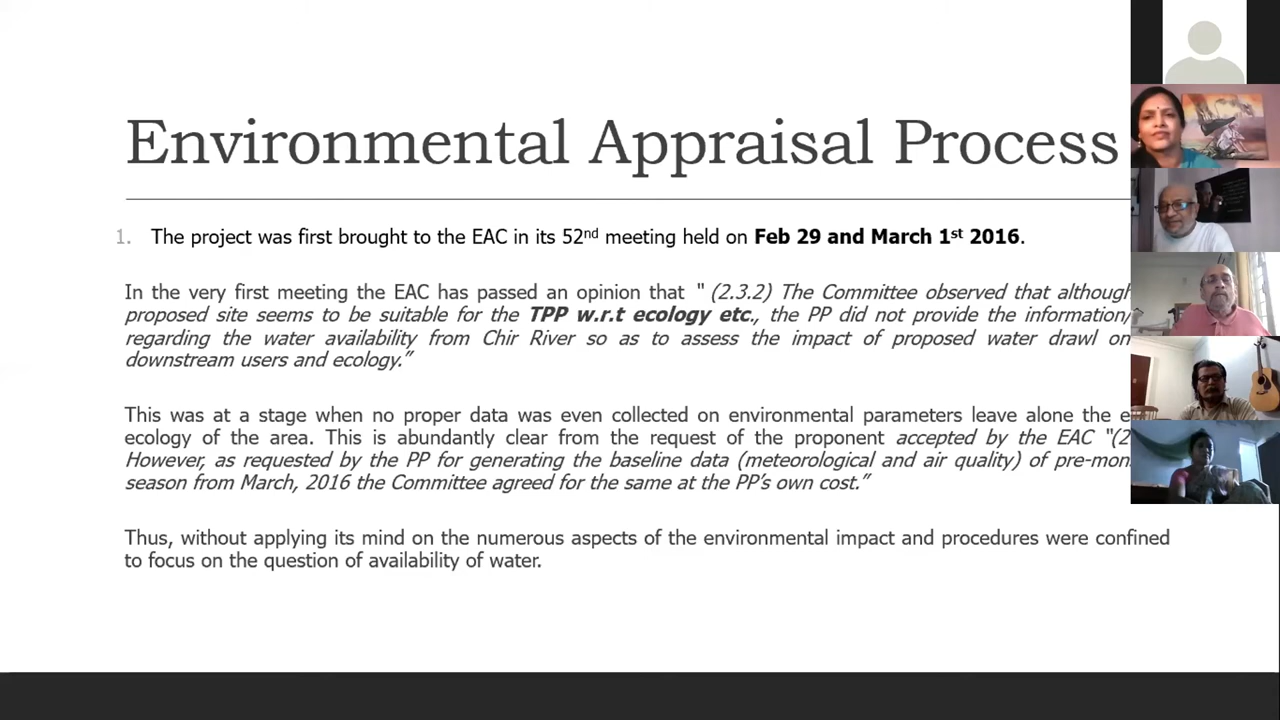 Environmental Appraisal Process
1. The project was first brought to the EAC in its 52nd meeting held on Feb 29 and March 1st 2016.
In the very first meeting the EAC has passed an opinion that " (2.3.2) The Committee observed that although
proposed site seems to be suitable for the TPP w.r.t ecology etc., the PP did not provide the information
regarding the water availability from Chir River so as to assess the impact of proposed water drawl on
downstream users and ecology.”
This was at a stage when no proper data was even collected on environmental parameters leave alone the
ecology of the area. This is abundantly clear from the request of the proponent accepted by the EAC "(2
However, as requested by the PP for generating the baseline data (meteorological and air quality) of
season from March, 2016 the Committee agreed for the same at the PP’s own cost.”
Thus, without applying its mind on the numerous aspects of the environmental impact and procedures were confined
to focus on the question of availability of water.